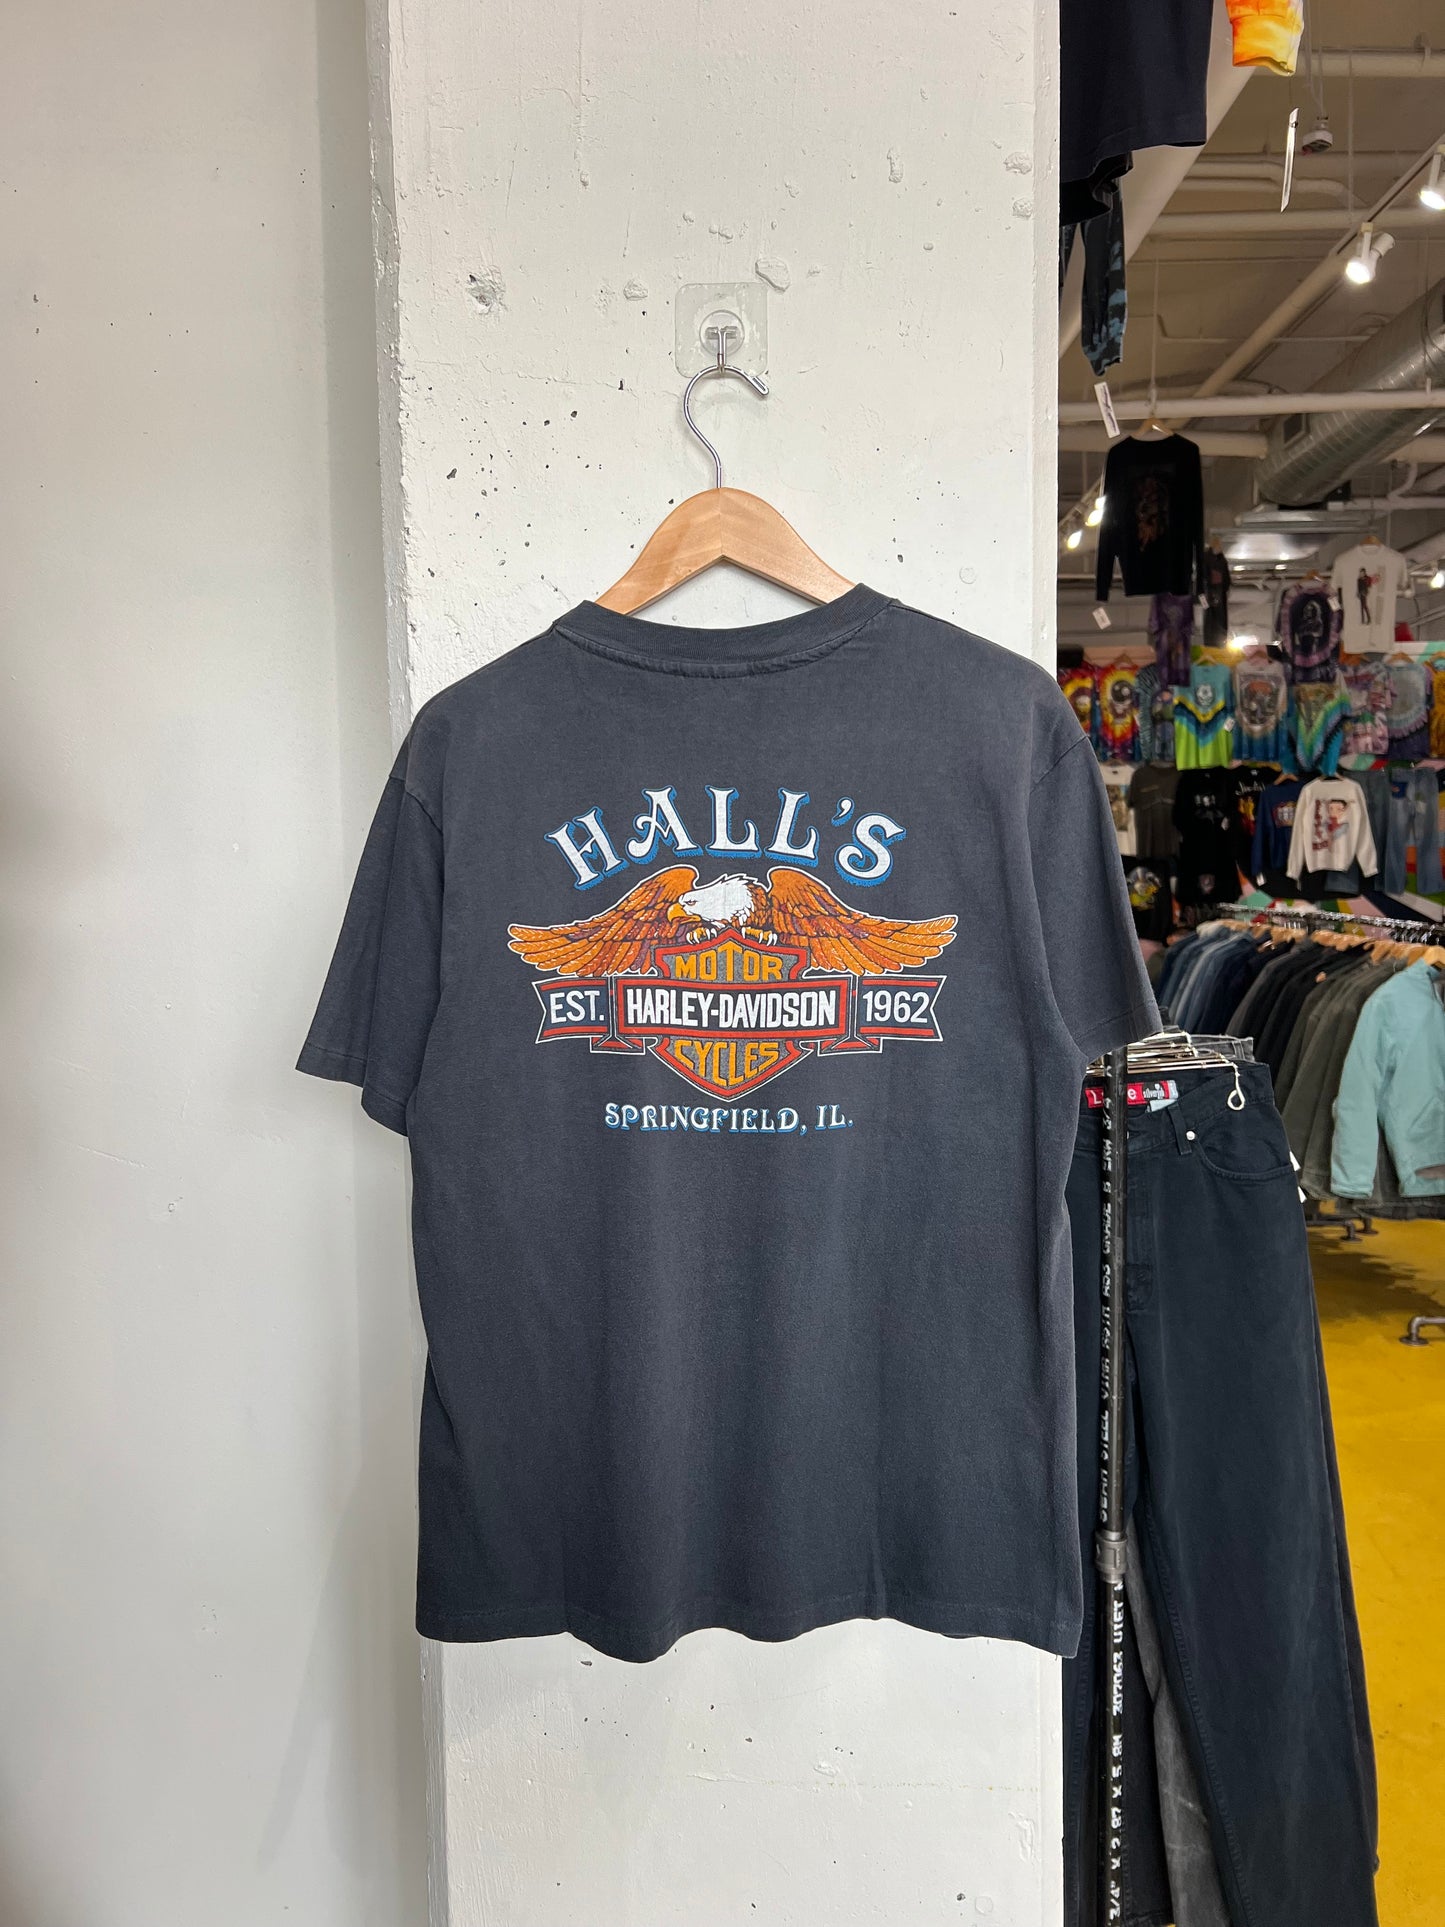 HALL'S
MOTOR
EST. HARLEY-DAVIDSON 1962
CYCLES
SPRINGFIELD, IL.